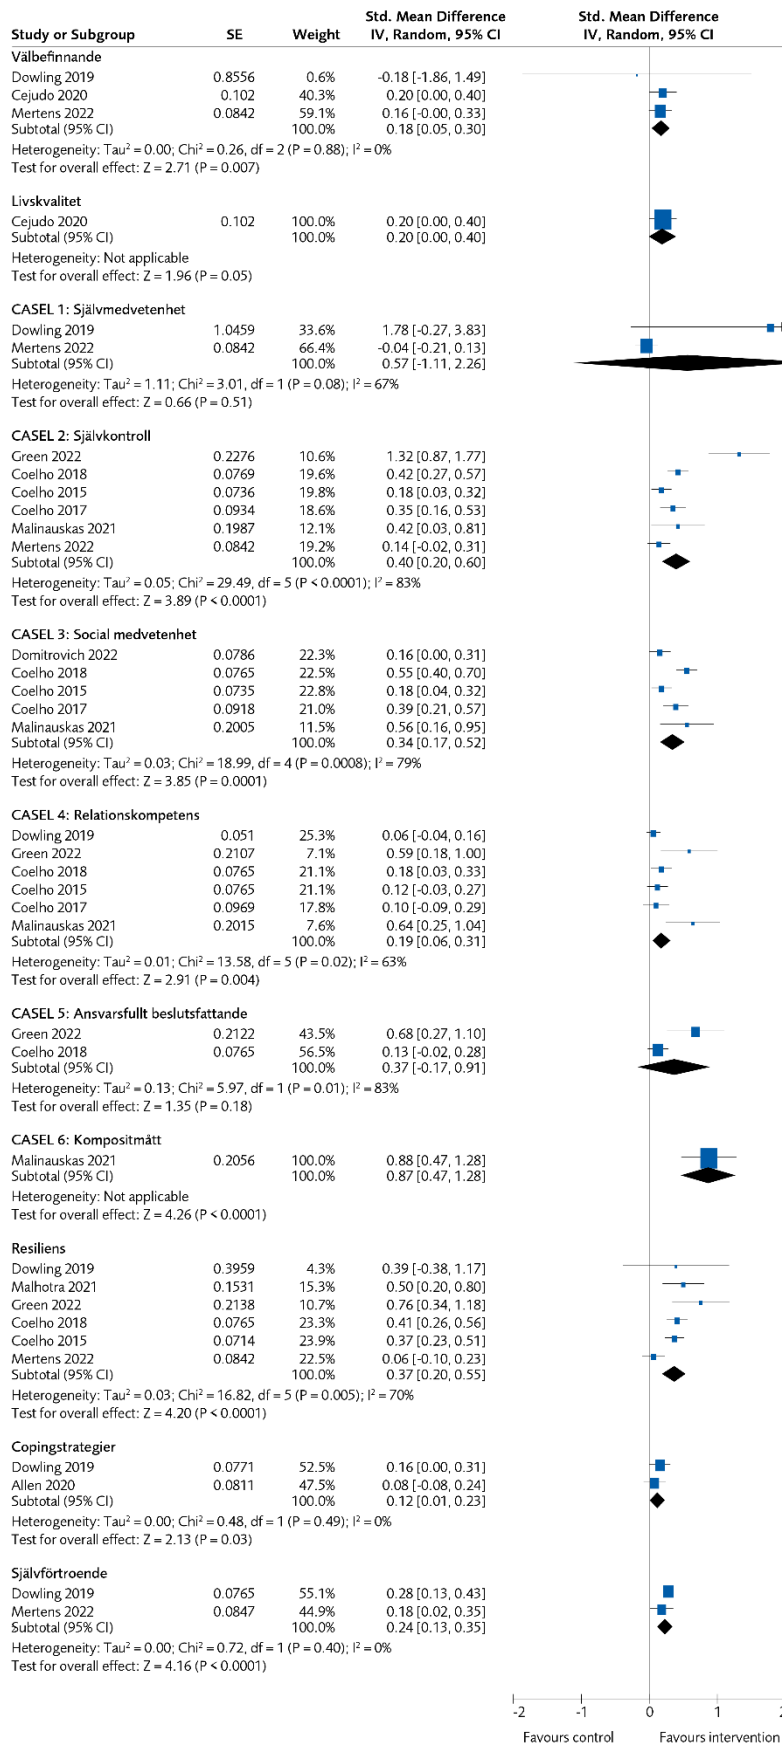 Std. Mean Difference Std. Mean Difference
Study or Subgroup SE Weight IV, Random, 95% CI IV, Random, 95% CI
Välbefinnande
Dowling 2019 0.8556 0.6% -0.18 [-1.86, 1.49]
Cejudo 2020 0.102 40.3% 0.20 [0.00, 0.40]
Mertens 2022 0.0842 59.1% 0.16 [-0.00, 0.33]
Subtotal (95% CI) 100.0% 0.18 [0.05, 0.30]
Heterogeneity: Tau² = 0.00; Chi² = 0.26, df = 2 (P = 0.88); I² = 0%
Test for overall effect: Z = 2.71 (P = 0.007)
Livskvalitet
Cejudo 2020 0.102 100.0% 0.20 [0.00, 0.40]
Subtotal (95% CI) 100.0% 0.20 [0.00, 0.40]
Heterogeneity: Not applicable
Test for overall effect: Z = 1.96 (P = 0.05)
CASEL 1: Självmedvetenhet
Dowling 2019 1.0459 33.6% 1.78 [-0.27, 3.83]
Mertens 2022 0.0842 66.4% -0.04 [-0.21, 0.13]
Subtotal (95% CI) 100.0% 0.57 [-1.11, 2.26]
Heterogeneity: Tau² = 1.11; Chi² = 3.01, df = 1 (P = 0.08); I² = 67%
Test for overall effect: Z = 0.66 (P = 0.51)
CASEL 2: Självkontroll
Green 2022 0.2276 10.6% 1.32 [0.87, 1.77]
Coelho 2018 0.0769 19.6% 0.42 [0.27, 0.57]
Coelho 2015 0.0736 19.8% 0.18 [0.03, 0.32]
Coelho 2017 0.0934 18.6% 0.35 [0.16, 0.53]
Malinauskas 2021 0.1987 12.1% 0.42 [0.03, 0.81]
Mertens 2022 0.0842 19.2% 0.14 [-0.02, 0.31]
Subtotal (95% CI) 100.0% 0.40 [0.20, 0.60]
Heterogeneity: Tau² = 0.05; Chi² = 29.49, df = 5 (P < 0.0001); I² = 83%
Test for overall effect: Z = 3.89 (P < 0.0001)
CASEL 3: Social medvetenhet
Domitrovich 2022 0.0786 22.3% 0.16 [0.00, 0.31]
Coelho 2018 0.0765 22.5% 0.55 [0.40, 0.70]
Coelho 2015 0.0735 22.8% 0.18 [0.04, 0.32]
Coelho 2017 0.0918 21.0% 0.39 [0.21, 0.57]
Malinauskas 2021 0.2005 11.5% 0.56 [0.16, 0.95]
Subtotal (95% CI) 100.0% 0.34 [0.17, 0.52]
Heterogeneity: Tau² = 0.03; Chi² = 18.99, df = 4 (P = 0.0008); I² = 79%
Test for overall effect: Z = 3.85 (P = 0.0001)
CASEL 4: Relationskompetens
Dowling 2019 0.051 25.3% 0.06 [-0.04, 0.16]
Green 2022 0.2107 7.1% 0.59 [0.18, 1.00]
Coelho 2018 0.0765 21.1% 0.18 [0.03, 0.33]
Coelho 2015 0.0765 21.1% 0.12 [-0.03, 0.27]
Coelho 2017 0.0969 17.8% 0.10 [-0.09, 0.29]
Malinauskas 2021 0.2015 7.6% 0.64 [0.25, 1.04]
Subtotal (95% CI) 100.0% 0.19 [0.06, 0.31]
Heterogeneity: Tau² = 0.01; Chi² = 13.58, df = 5 (P = 0.02); I² = 63%
Test for overall effect: Z = 2.91 (P = 0.004)
CASEL 5: Ansvarsfullt beslutsfattande
Green 2022 0.2122 43.5% 0.68 [0.27, 1.10]
Coelho 2018 0.0765 56.5% 0.13 [-0.02, 0.28]
Subtotal (95% CI) 100.0% 0.37 [-0.17, 0.91]
Heterogeneity: Tau² = 0.13; Chi² = 5.97, df = 1 (P = 0.01); I² = 83%
Test for overall effect: Z = 1.35 (P = 0.18)
CASEL 6: Kompositmått
Malinauskas 2021 0.2056 100.0% 0.88 [0.47, 1.28]
Subtotal (95% CI) 100.0% 0.87 [0.47, 1.28]
Heterogeneity: Not applicable
Test for overall effect: Z = 4.26 (P < 0.0001)
Resiliens
Dowling 2019 0.3959 4.3% 0.39 [-0.38, 1.17]
Malhotra 2021 0.1531 15.3% 0.50 [0.20, 0.80]
Green 2022 0.2138 10.7% 0.76 [0.34, 1.18]
Coelho 2018 0.0765 23.3% 0.41 [0.26, 0.56]
Coelho 2015 0.0714 23.9% 0.37 [0.23, 0.51]
Mertens 2022 0.0842 22.5% 0.06 [-0.10, 0.23]
Subtotal (95% CI) 100.0% 0.37 [0.20, 0.55]
Heterogeneity: Tau² = 0.03; Chi² = 16.82, df = 5 (P = 0.005); I² = 70%
Test for overall effect: Z = 4.20 (P < 0.0001)
Copingstrategier
Dowling 2019 0.0771 52.5% 0.16 [0.00, 0.31]
Allen 2020 0.0811 47.5% 0.08 [-0.08, 0.24]
Subtotal (95% CI) 100.0% 0.12 [0.01, 0.23]
Heterogeneity: Tau² = 0.00; Chi² = 0.48, df = 1 (P = 0.49); I² = 0%
Test for overall effect: Z = 2.13 (P = 0.03)
Självförtroende
Dowling 2019 0.0765 55.1% 0.28 [0.13, 0.43]
Mertens 2022 0.0847 44.9% 0.18 [0.02, 0.35]
Subtotal (95% CI) 100.0% 0.24 [0.13, 0.35]
Heterogeneity: Tau² = 0.00; Chi² = 0.72, df = 1 (P = 0.40); I² = 0%
Test for overall effect: Z = 4.16 (P < 0.0001)
-2 -1 0 1 2
Favours control Favours intervention